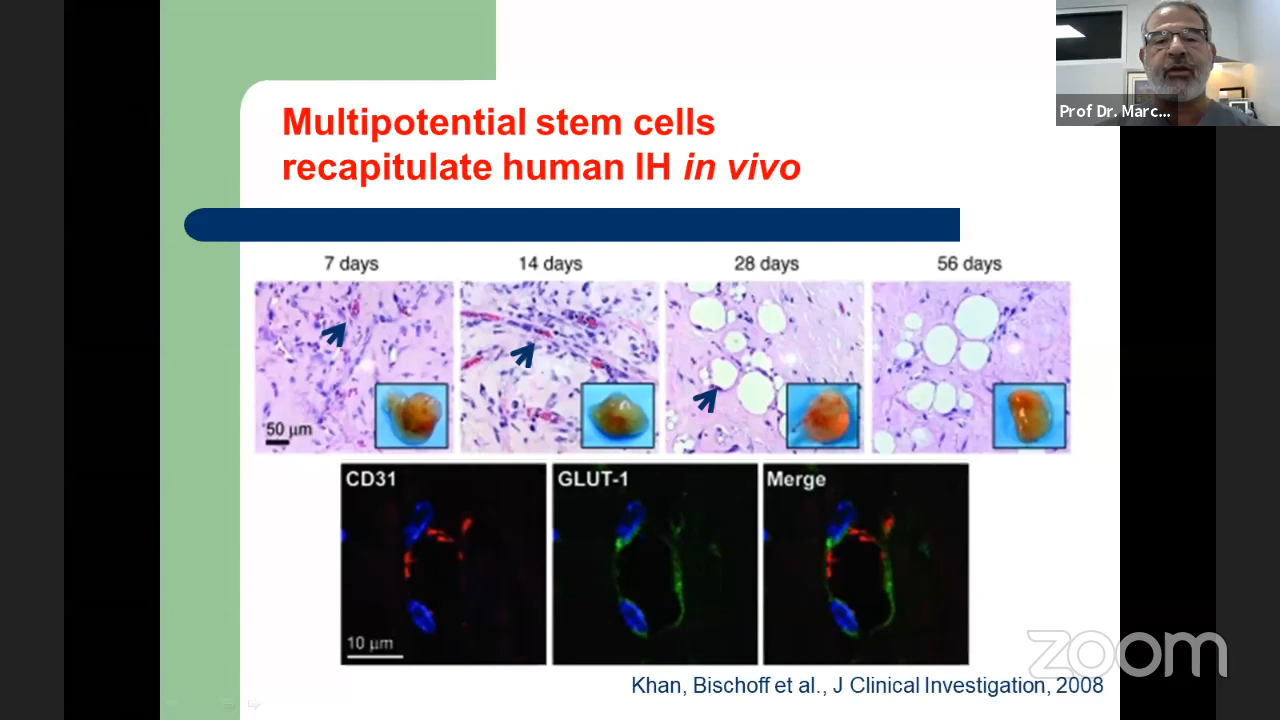 Prof Dr. Marc...
Multipotential stem cells
recapitulate human IH in vivo
7 days
14 days
28 days
56 days
50 µm
CD31
GLUT-1
Merge
10 µm
Khan, Bischoff et al., J Clinical Investigation, 2008
zoom